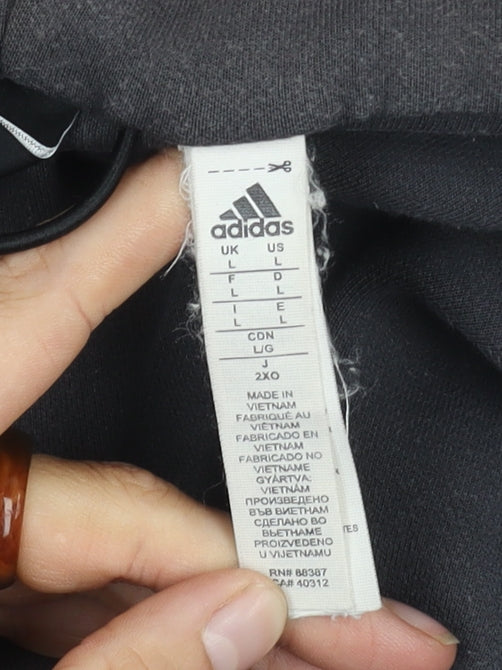 adidas
UK US
L L
F D
L L
I E
L L
CDN
L/G
J
2XO
MADE IN
VIETNAM
FABRIQUÉ AU
VIÊTNAM
FABRICADO EN
VIETNAM
FABRICADO NO
VIETNAME
GYÁRTVA:
VIETNÁM
ПРОИЗВЕДЕНО
ВЪВ ВИЕТНАМ
СДЕЛАНО ВО
ВЬЕТНАМЕ
PROIZVEDENO
U VIJETNAMU
RN# 88387
CA# 40312